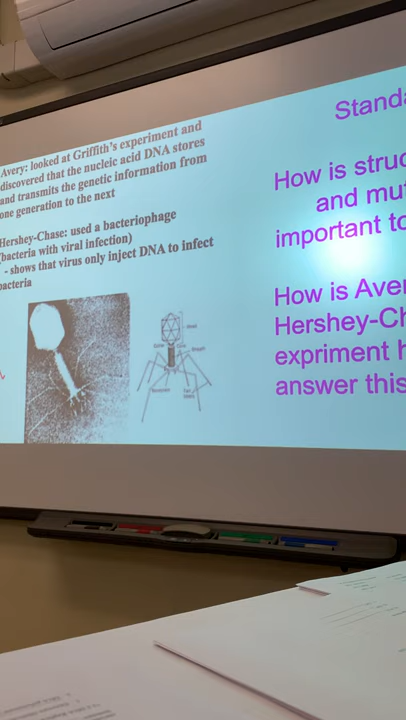 Avery: looked at Griffith's experiment and
discovered that the nucleic acid DNA stores
and transmits the genetic information from
one generation to the next
Hershey-Chase: used a bacteriophage
(bacteria with viral infection)
- shows that virus only inject DNA to infect
bacteria
Standa
How is struc
and mut
important to
How is Aver
Hershey-Ch
expriment h
answer this